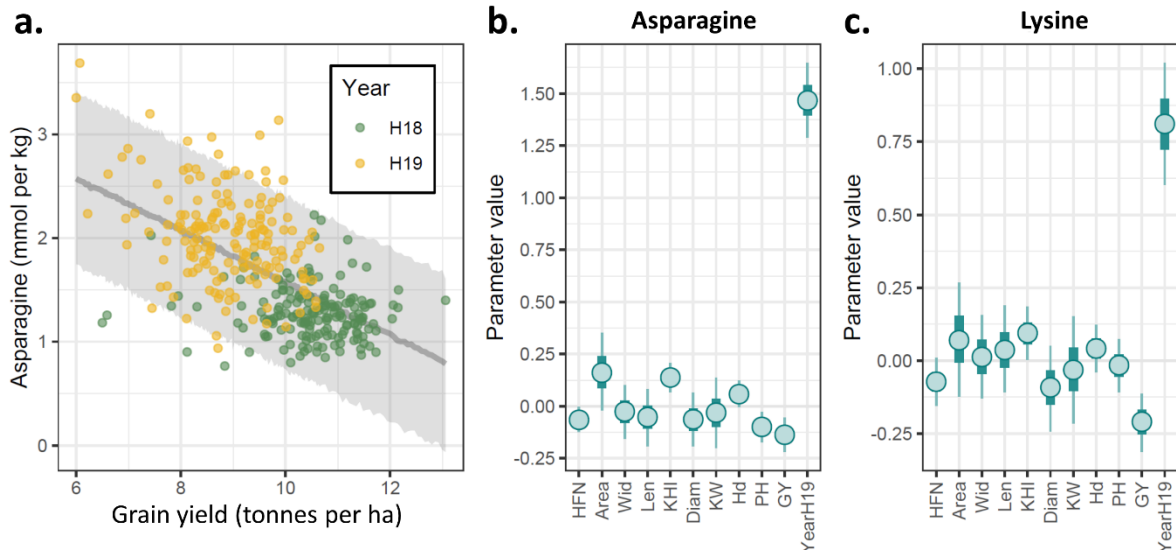 a.
Asparagine (mmol per kg)
3
2
1
0
6
8
10
12
Grain yield (tonnes per ha)
Year
H18
H19
b.
Asparagine
Parameter value
1.50
1.25
1.00
0.75
0.50
0.25
0.00
-0.25
HFN
Area
Wid
Len
KHI
Diam
KW
Hd
PH
GY
YearH19
c.
Lysine
Parameter value
1.00
0.75
0.50
0.25
0.00
-0.25
HFN
Area
Wid
Len
KHI
Diam
KW
Hd
PH
GY
YearH19